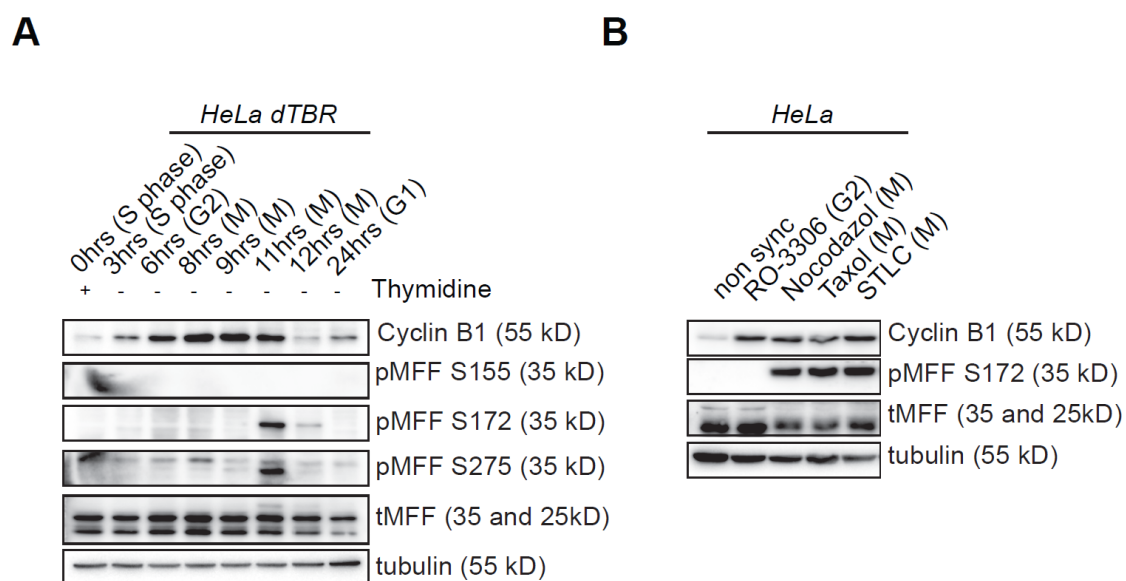 A
HeLa dTBR
0hrs (S phase)
3hrs (S phase)
6hrs (G2)
8hrs (M)
9hrs (M)
11hrs (M)
12hrs (M)
24hrs (G1)
+ - - - - - - - Thymidine
Cyclin B1 (55 kD)
pMFF S155 (35 kD)
pMFF S172 (35 kD)
pMFF S275 (35 kD)
tMFF (35 and 25kD)
tubulin (55 kD)
B
HeLa
non sync
RO-3306 (G2)
Nocodazol (M)
Taxol (M)
STLC (M)
Cyclin B1 (55 kD)
pMFF S172 (35 kD)
tMFF (35 and 25kD)
tubulin (55 kD)